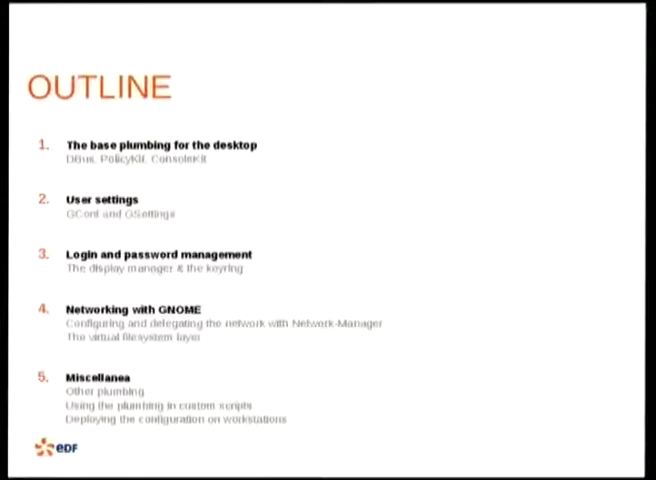 OUTLINE
1. The base plumbing for the desktop
DBus, PolicyKit, ConsoleKit
2. User settings
GConf and GSettings
3. Login and password management
The display manager & the keyring
4. Networking with GNOME
Configuring and delegating the network with Network-Manager
The virtual filesystem layer
5. Miscellanea
Other plumbing
Using the plumbing in custom scripts
Deploying the configuration on workstations
eDF